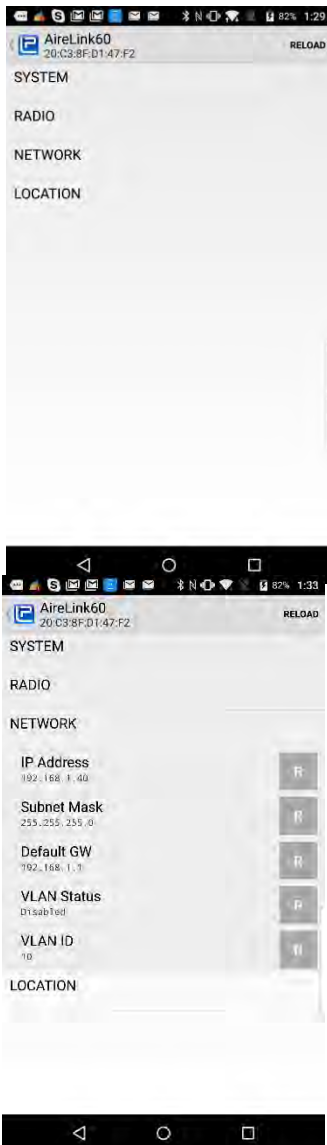 82% 1:29
AireLink60
20:C3:8F:D1:47:F2
RELOAD
SYSTEM
RADIO
NETWORK
LOCATION
82% 1:33
AireLink60
20:C3:8F:D1:47:F2
RELOAD
SYSTEM
RADIO
NETWORK
IP Address
192.168.1.40
R
Subnet Mask
255.255.255.0
R
Default GW
192.168.1.1
R
VLAN Status
Disabled
R
VLAN ID
10
R
LOCATION